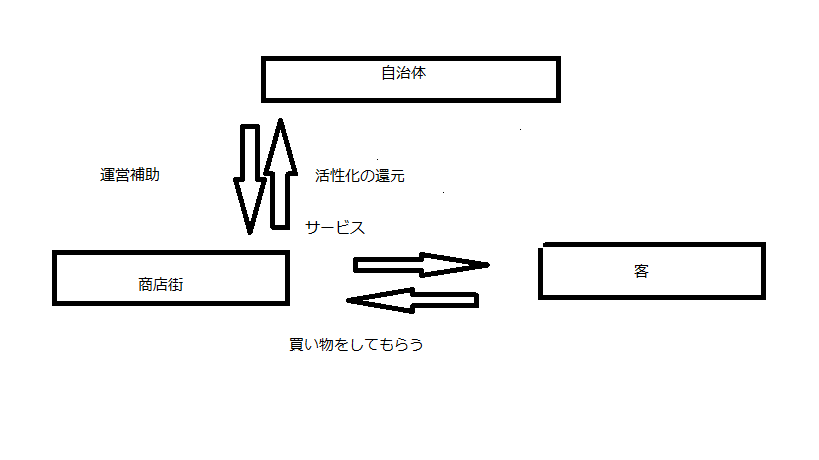 自治体
運営補助
活性化の還元
サービス
商店街
客
買い物をしてもらう